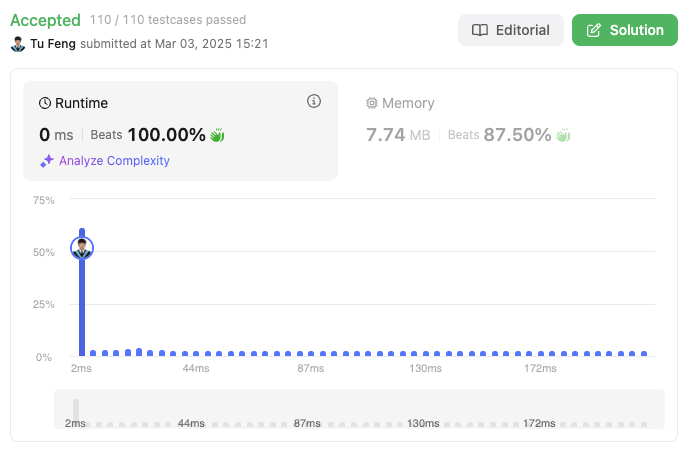 Accepted 110 / 110 testcases passed
Editorial
Solution
Tu Feng submitted at Mar 03, 2025 15:21
Runtime
0 ms Beats 100.00%
Analyze Complexity
Memory
7.74 MB Beats 87.50%
75%
50%
25%
0%
2ms 44ms 87ms 130ms 172ms
2ms 44ms 87ms 130ms 172ms